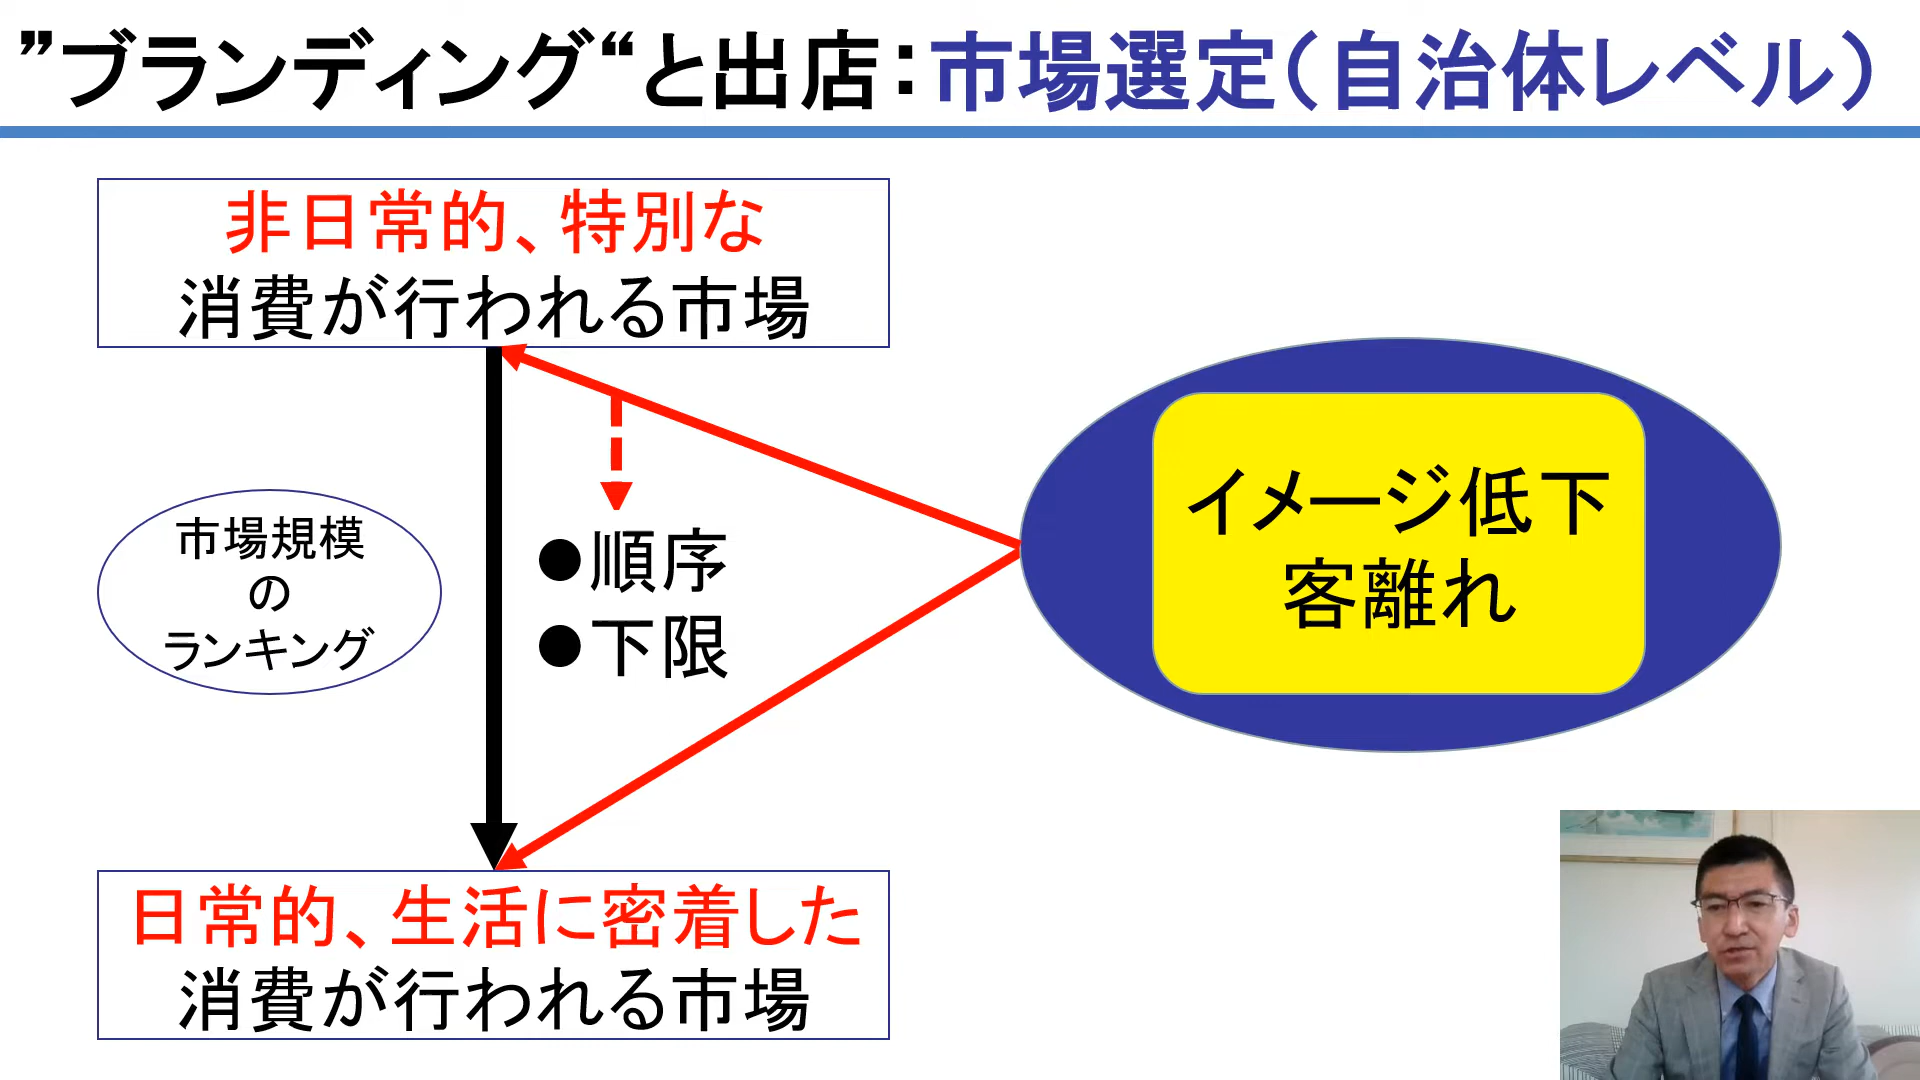 ”ブランディング“と出店：市場選定（自治体レベル）
非日常的、特別な
消費が行われる市場
市場規模
の
ランキング
●順序
●下限
イメージ低下
客離れ
日常的、生活に密着した
消費が行われる市場